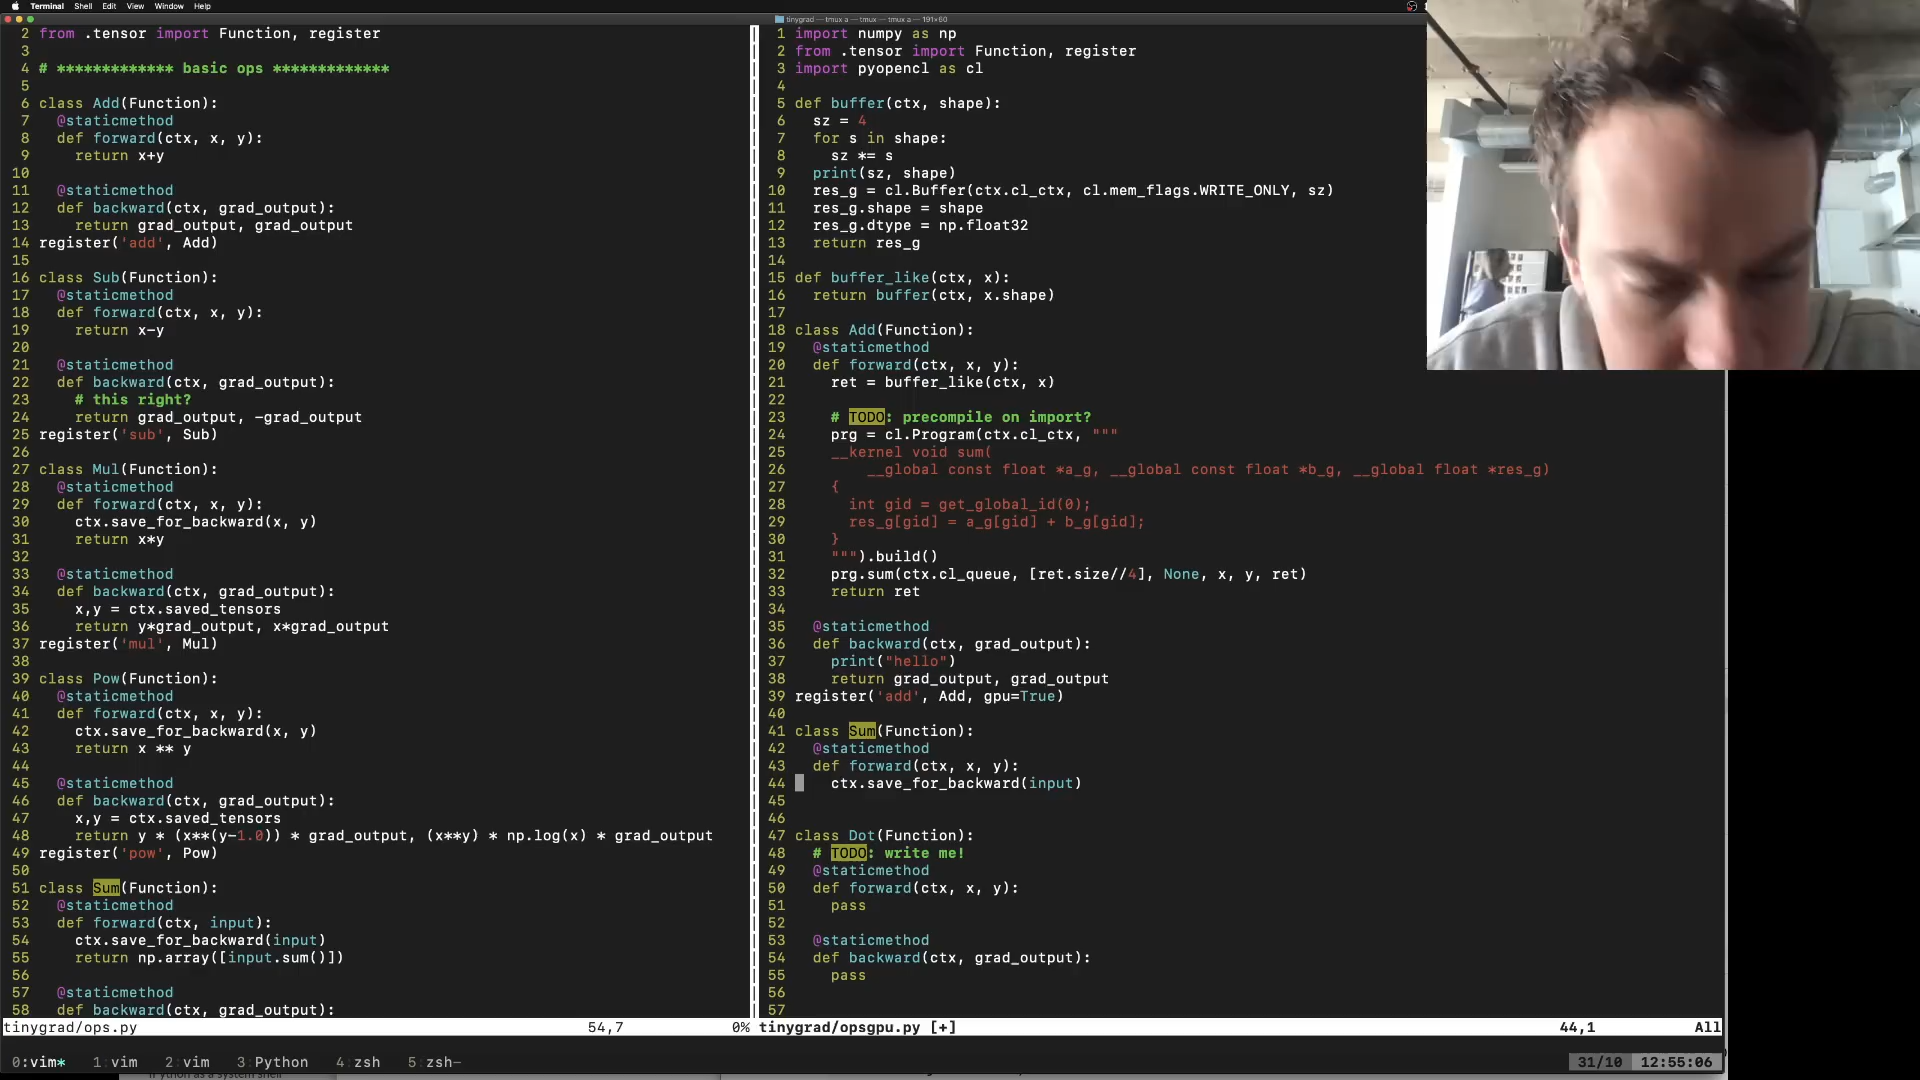 Terminal Shell Edit View Window Help
tinygrad — tmux a — tmux — tmux a — 191×60
2 from .tensor import Function, register
3
4 # ************* basic ops *************
5
6 class Add(Function):
7 @staticmethod
8 def forward(ctx, x, y):
9 return x+y
10
11 @staticmethod
12 def backward(ctx, grad_output):
13 return grad_output, grad_output
14 register('add', Add)
15
16 class Sub(Function):
17 @staticmethod
18 def forward(ctx, x, y):
19 return x-y
20
21 @staticmethod
22 def backward(ctx, grad_output):
23 # this right?
24 return grad_output, -grad_output
25 register('sub', Sub)
26
27 class Mul(Function):
28 @staticmethod
29 def forward(ctx, x, y):
30 ctx.save_for_backward(x, y)
31 return x*y
32
33 @staticmethod
34 def backward(ctx, grad_output):
35 x,y = ctx.saved_tensors
36 return y*grad_output, x*grad_output
37 register('mul', Mul)
38
39 class Pow(Function):
40 @staticmethod
41 def forward(ctx, x, y):
42 ctx.save_for_backward(x, y)
43 return x ** y
44
45 @staticmethod
46 def backward(ctx, grad_output):
47 x,y = ctx.saved_tensors
48 return y * (x**(y-1.0)) * grad_output, (x**y) * np.log(x) * grad_output
49 register('pow', Pow)
50
51 class Sum(Function):
52 @staticmethod
53 def forward(ctx, input):
54 ctx.save_for_backward(input)
55 return np.array([input.sum()])
56
57 @staticmethod
58 def backward(ctx, grad_output):
tinygrad/ops.py 54,7 0%
1 import numpy as np
2 from .tensor import Function, register
3 import pyopencl as cl
4
5 def buffer(ctx, shape):
6 sz = 4
7 for s in shape:
8 sz *= s
9 print(sz, shape)
10 res_g = cl.Buffer(ctx.cl_ctx, cl.mem_flags.WRITE_ONLY, sz)
11 res_g.shape = shape
12 res_g.dtype = np.float32
13 return res_g
14
15 def buffer_like(ctx, x):
16 return buffer(ctx, x.shape)
17
18 class Add(Function):
19 @staticmethod
20 def forward(ctx, x, y):
21 ret = buffer_like(ctx, x)
22
23 # TODO: precompile on import?
24 prg = cl.Program(ctx.cl_ctx, """
25 __kernel void sum(
26 __global const float *a_g, __global const float *b_g, __global float *res_g)
27 {
28 int gid = get_global_id(0);
29 res_g[gid] = a_g[gid] + b_g[gid];
30 }
31 """).build()
32 prg.sum(ctx.cl_queue, [ret.size//4], None, x, y, ret)
33 return ret
34
35 @staticmethod
36 def backward(ctx, grad_output):
37 print("hello")
38 return grad_output, grad_output
39 register('add', Add, gpu=True)
40
41 class Sum(Function):
42 @staticmethod
43 def forward(ctx, x, y):
44 ctx.save_for_backward(input)
45
46
47 class Dot(Function):
48 # TODO: write me!
49 @staticmethod
50 def forward(ctx, x, y):
51 pass
52
53 @staticmethod
54 def backward(ctx, grad_output):
55 pass
56
57
tinygrad/opsgpu.py [+] 44,1 All
0:vim* 1:vim 2:vim 3:Python 4:zsh 5:zsh- 31/10 12:55:06